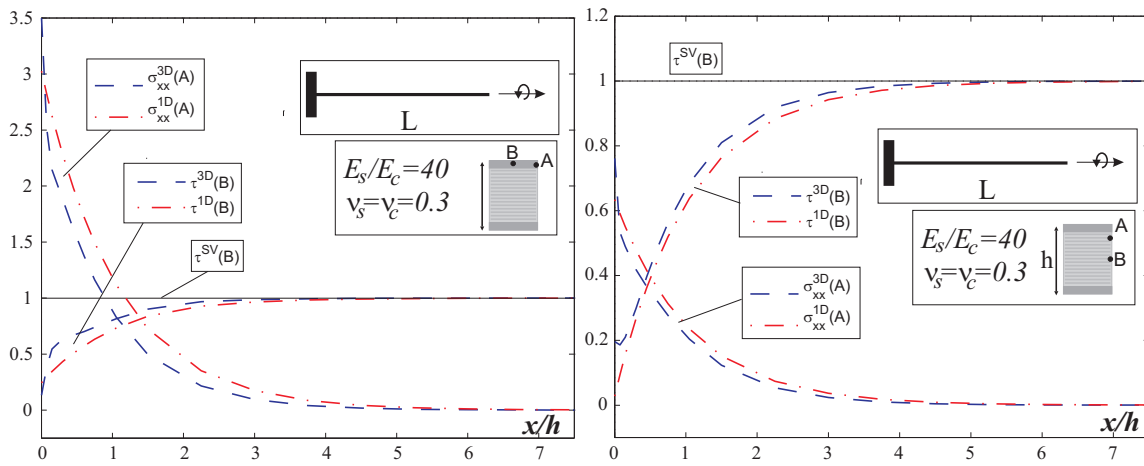 3.5
3
2.5
2
1.5
1
0.5
0
σxx3D(A)
σxx1D(A)
τ3D(B)
τ1D(B)
τSV(B)
L
Es/Ec=40
νs=νc=0.3
B
A
x/h
0 1 2 3 4 5 6 7
1.2
1
0.8
0.6
0.4
0.2
0
τSV(B)
L
τ3D(B)
τ1D(B)
Es/Ec=40
νs=νc=0.3
h
A
B
σxx3D(A)
σxx1D(A)
x/h
0 1 2 3 4 5 6 7